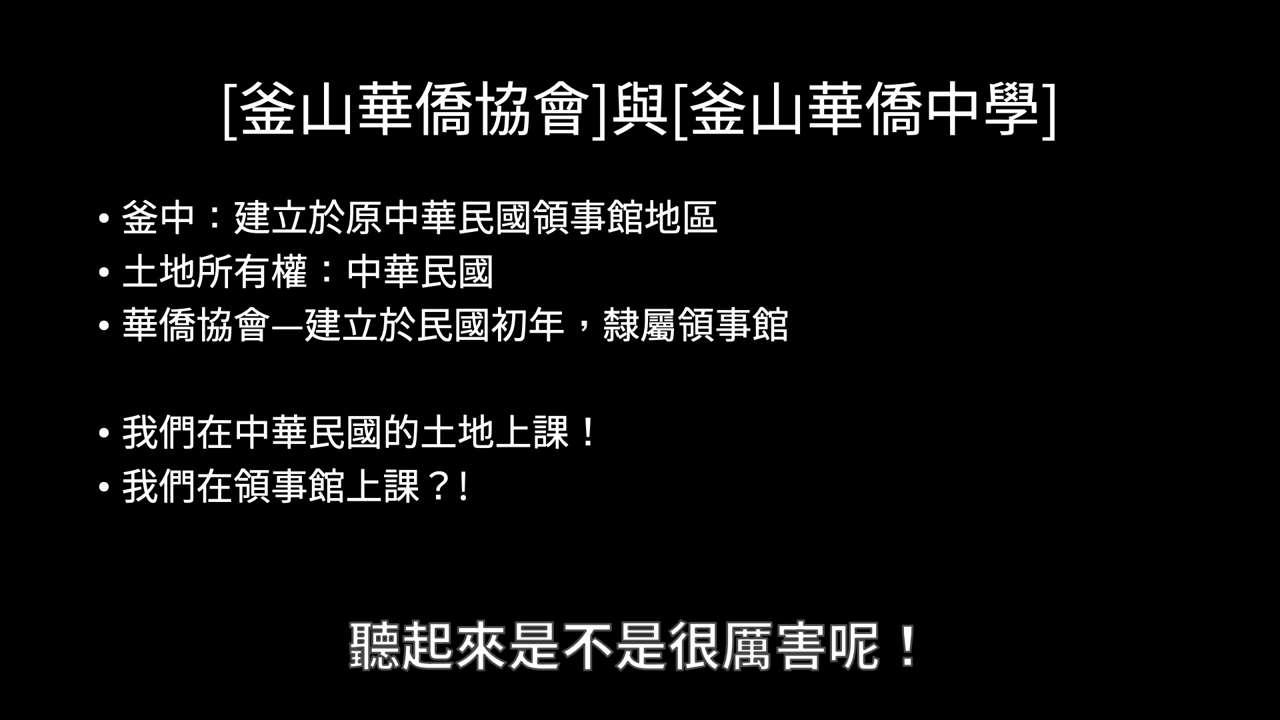 [釜山華僑協會]與[釜山華僑中學]
• 釜中：建立於原中華民國領事館地區
• 土地所有權：中華民國
• 華僑協會—建立於民國初年，隸屬領事館
• 我們在中華民國的土地上課！
• 我們在領事館上課？！
聽起來是不是很厲害呢！